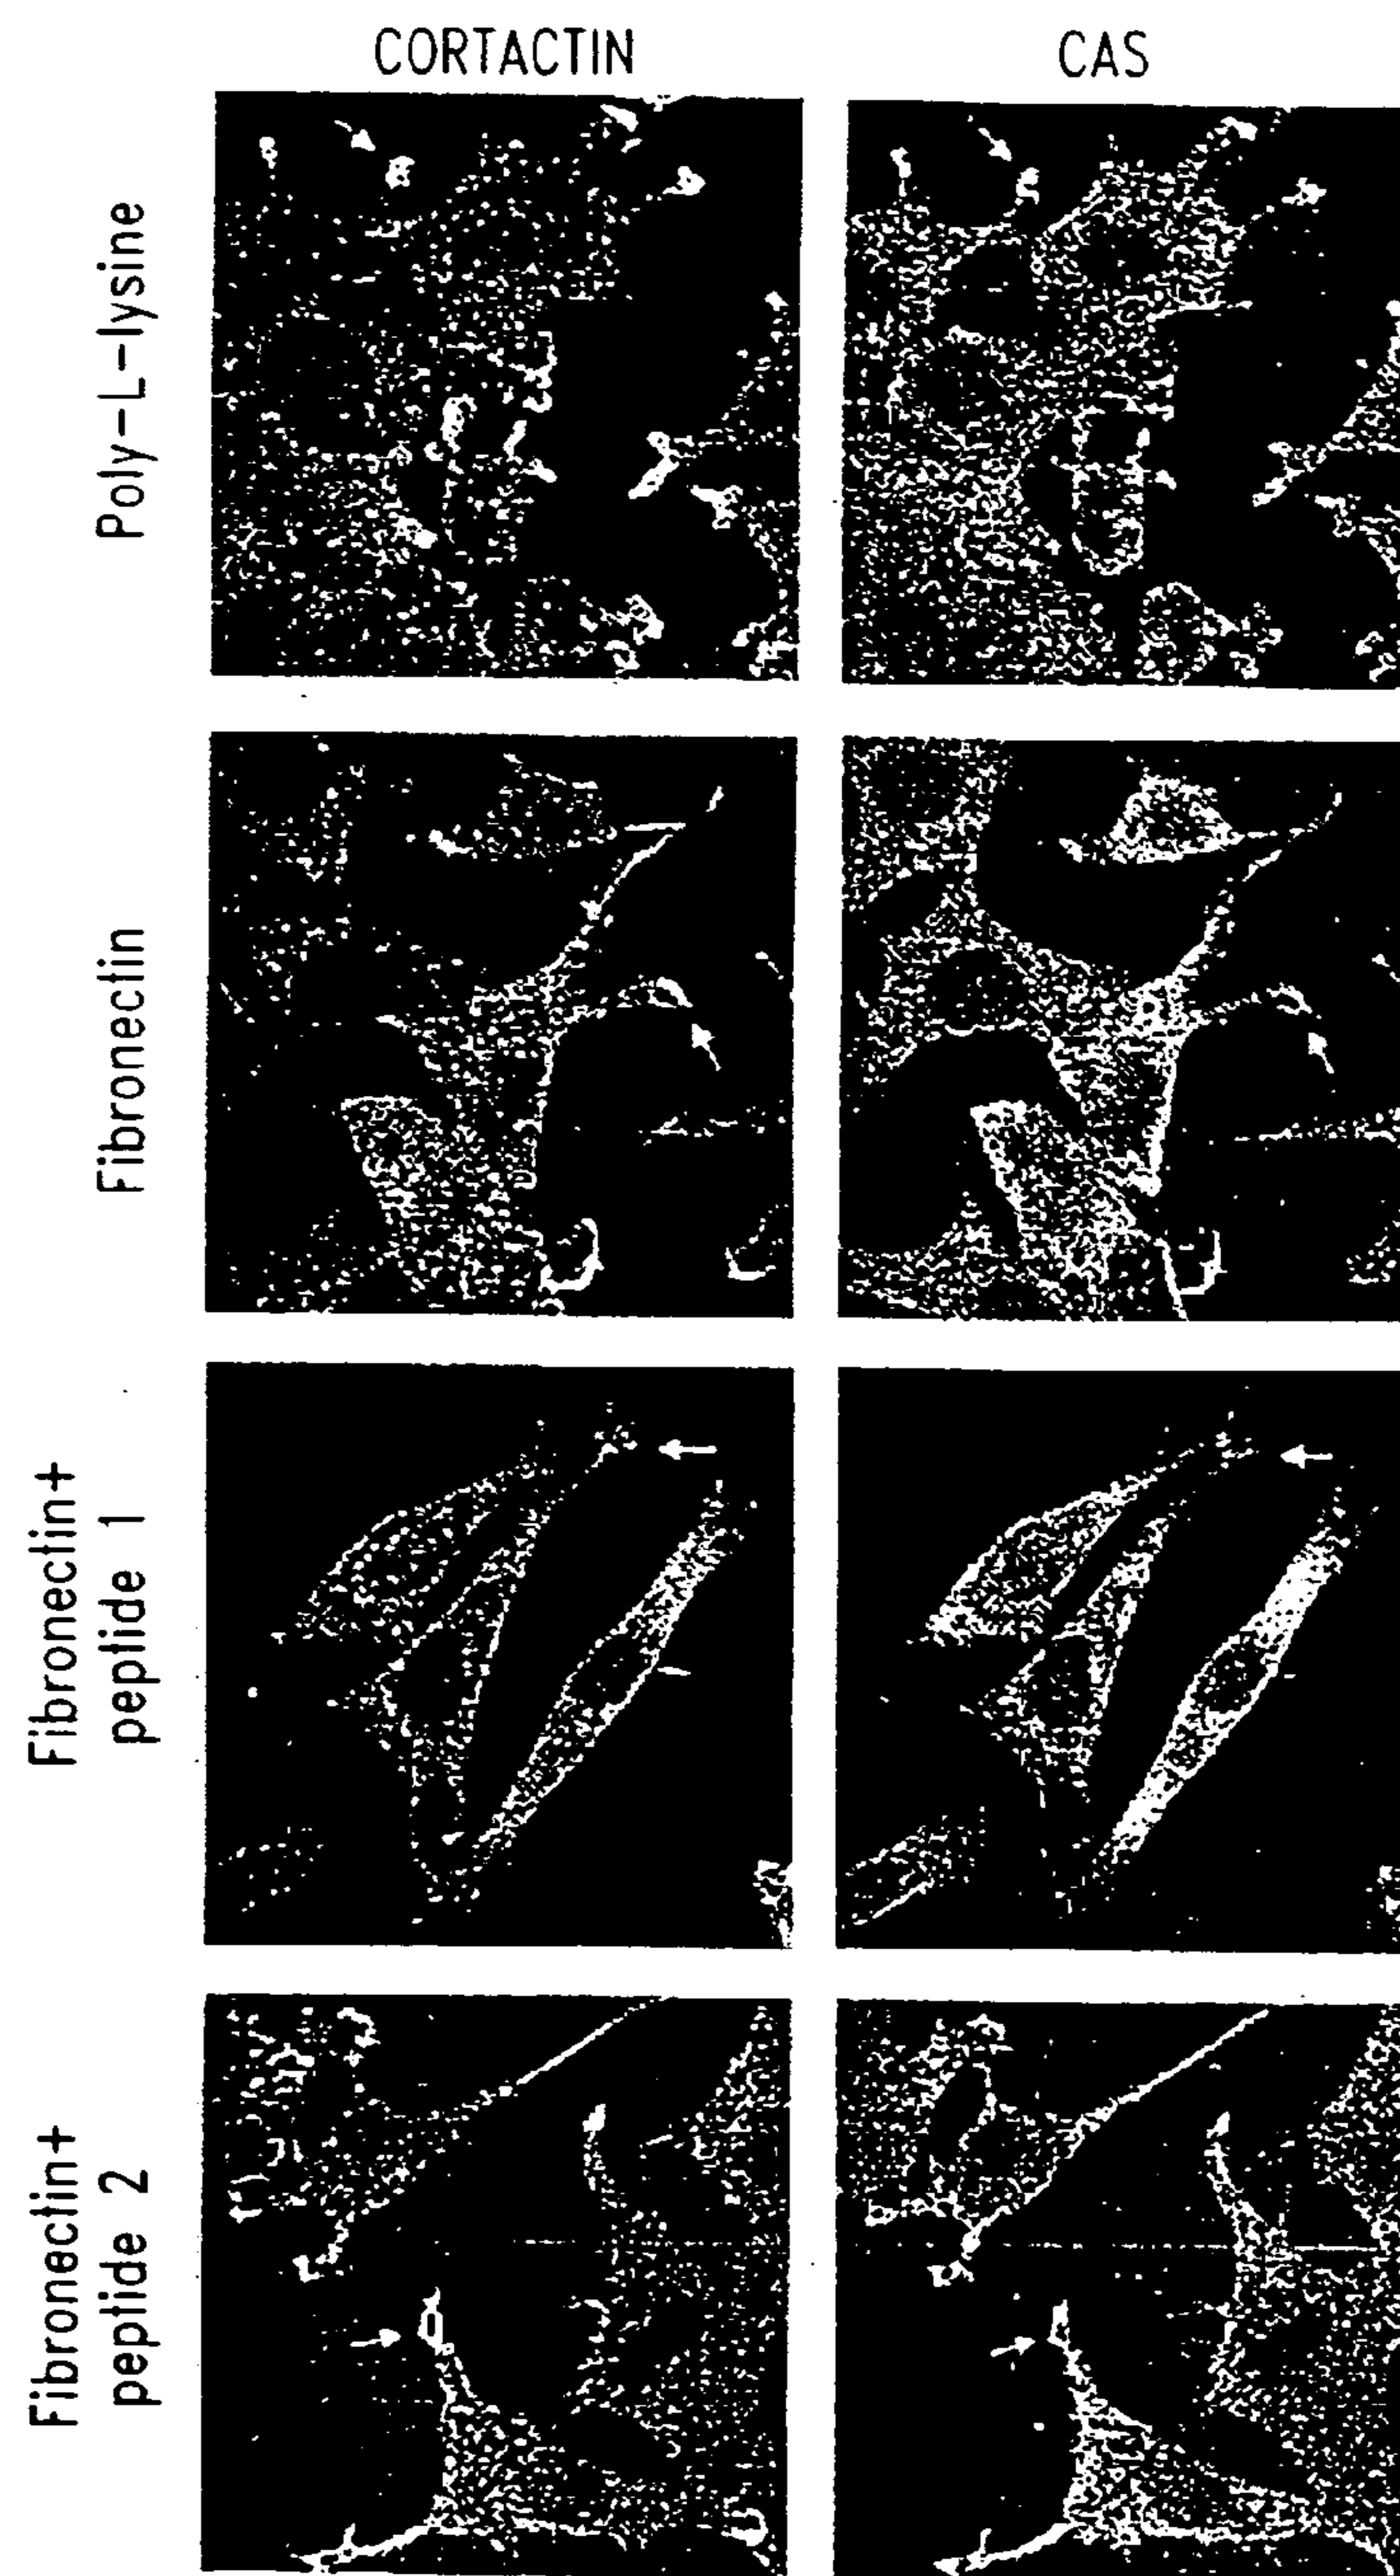 CORTACTIN
CAS
Poly-L-lysine
Fibronectin
Fibronectin+
peptide 1
Fibronectin+
peptide 2